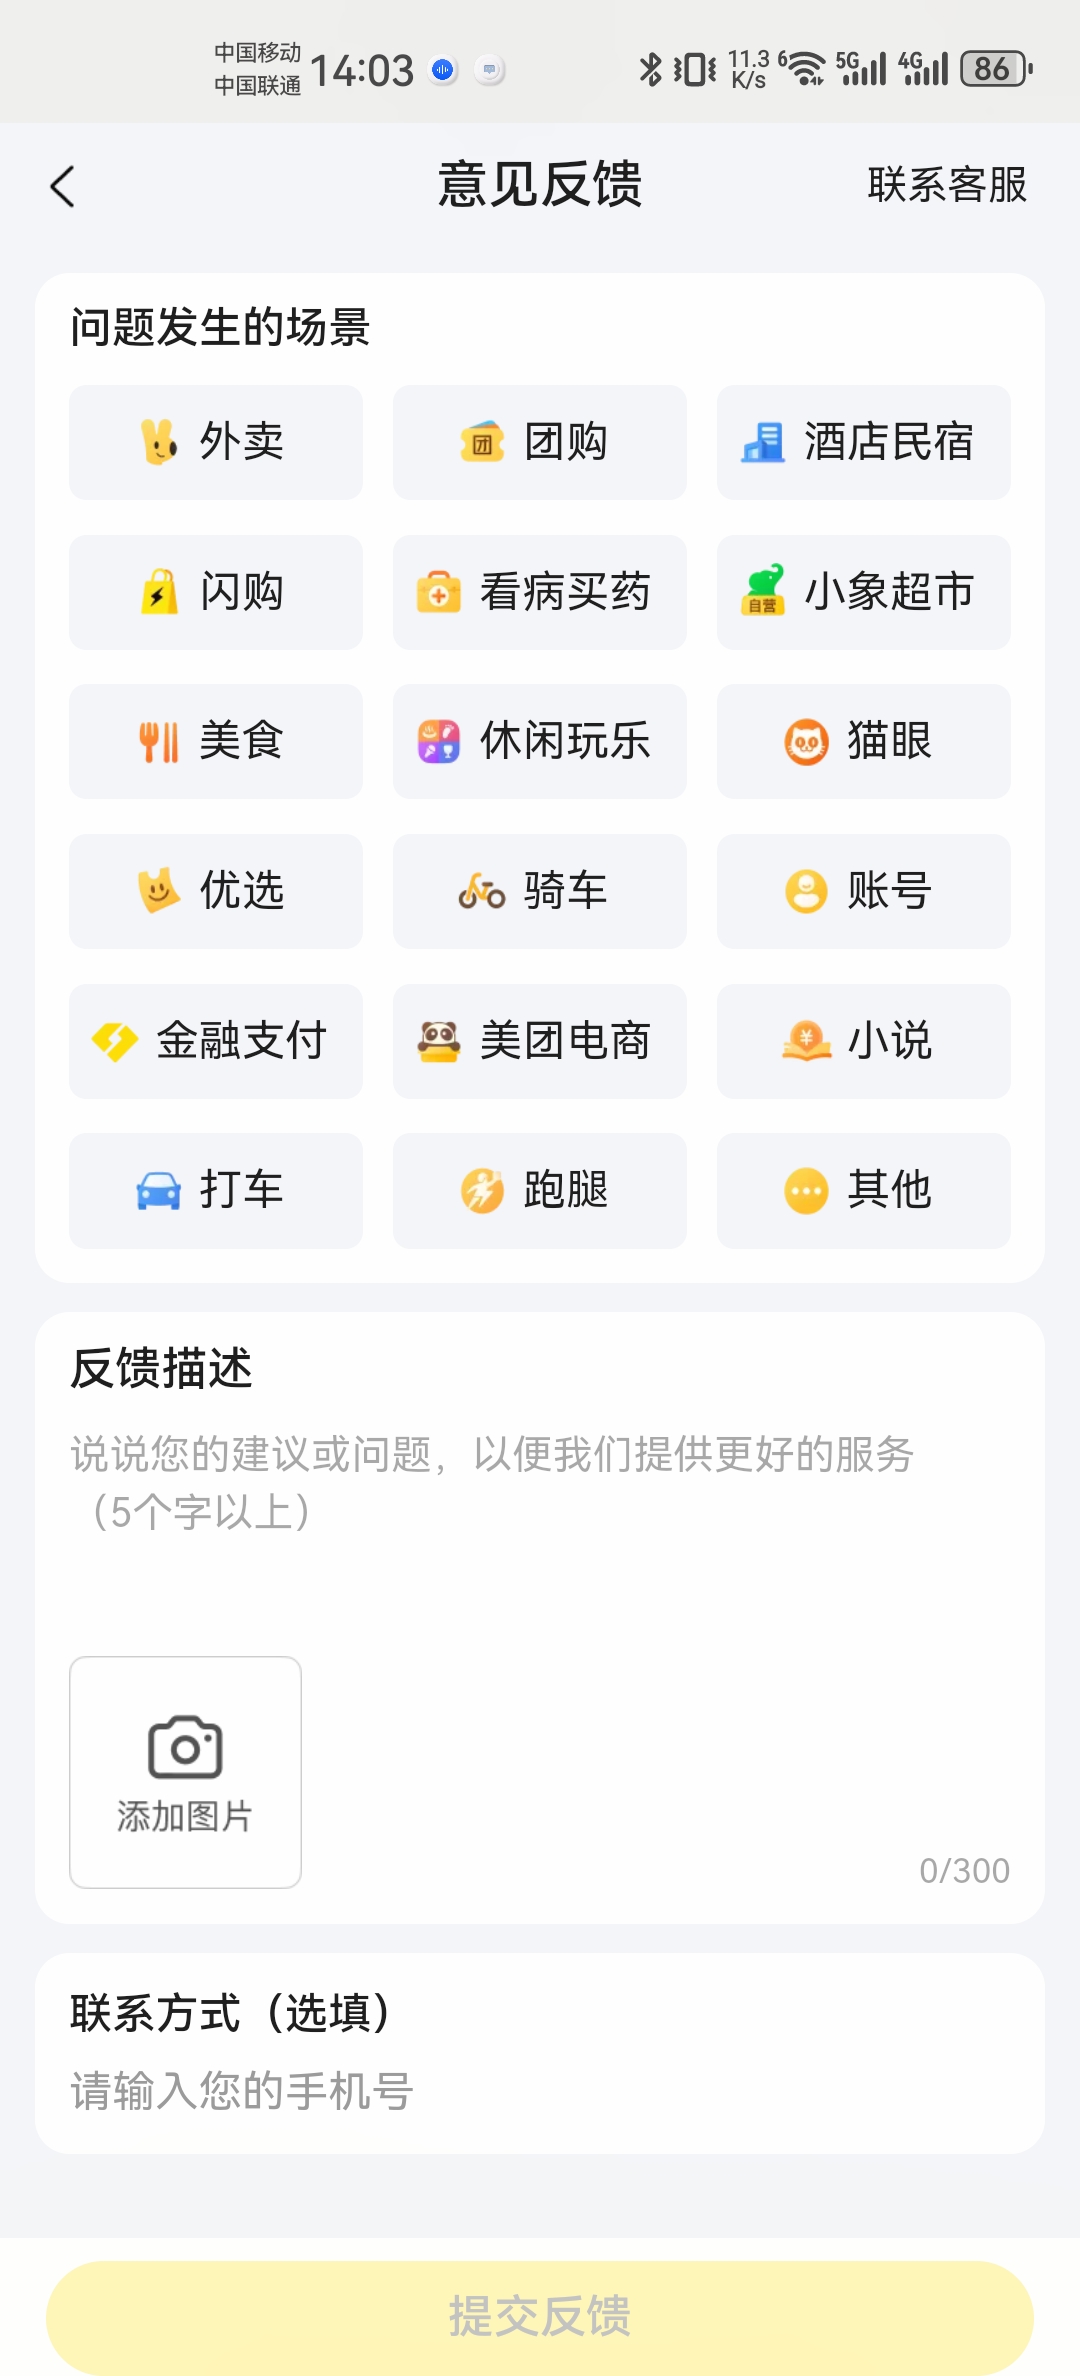 中国移动
中国联通
14:03
11.3
K/s
6
5G
4G
86
意见反馈
联系客服
问题发生的场景
外卖
团
团购
酒店民宿
闪购
看病买药
自营
小象超市
美食
休闲玩乐
猫眼
优选
骑车
账号
金融支付
美团电商
¥
小说
打车
跑腿
其他
反馈描述
说说您的建议或问题，以便我们提供更好的服务
（5个字以上）
添加图片
0/300
联系方式（选填）
请输入您的手机号
提交反馈